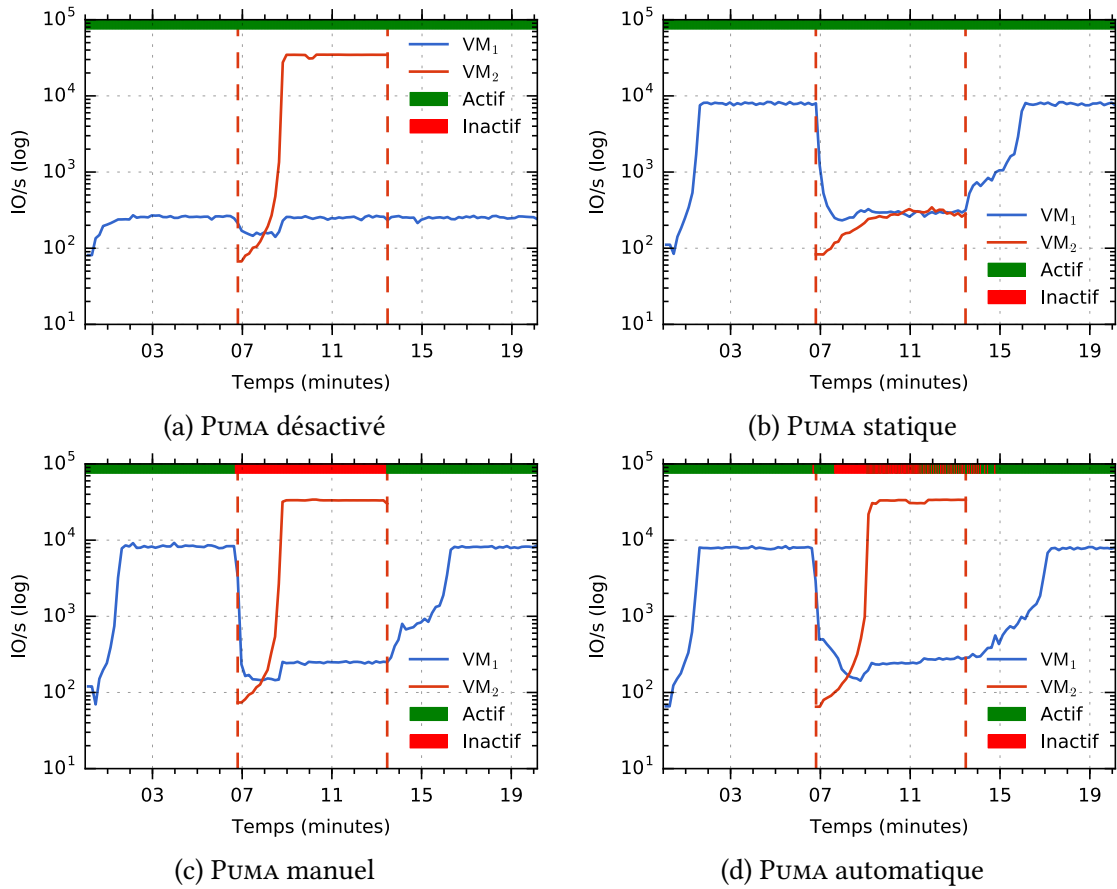 10⁵
10⁴
10³
10²
10¹
IO/s (log)
VM₁
VM₂
Actif
Inactif
03 07 11 15 19
Temps (minutes)
(a) PUMA désactivé
10⁵
10⁴
10³
10²
10¹
IO/s (log)
VM₁
VM₂
Actif
Inactif
03 07 11 15 19
Temps (minutes)
(b) PUMA statique
10⁵
10⁴
10³
10²
10¹
IO/s (log)
VM₁
VM₂
Actif
Inactif
03 07 11 15 19
Temps (minutes)
(c) PUMA manuel
10⁵
10⁴
10³
10²
10¹
IO/s (log)
VM₁
VM₂
Actif
Inactif
03 07 11 15 19
Temps (minutes)
(d) PUMA automatique